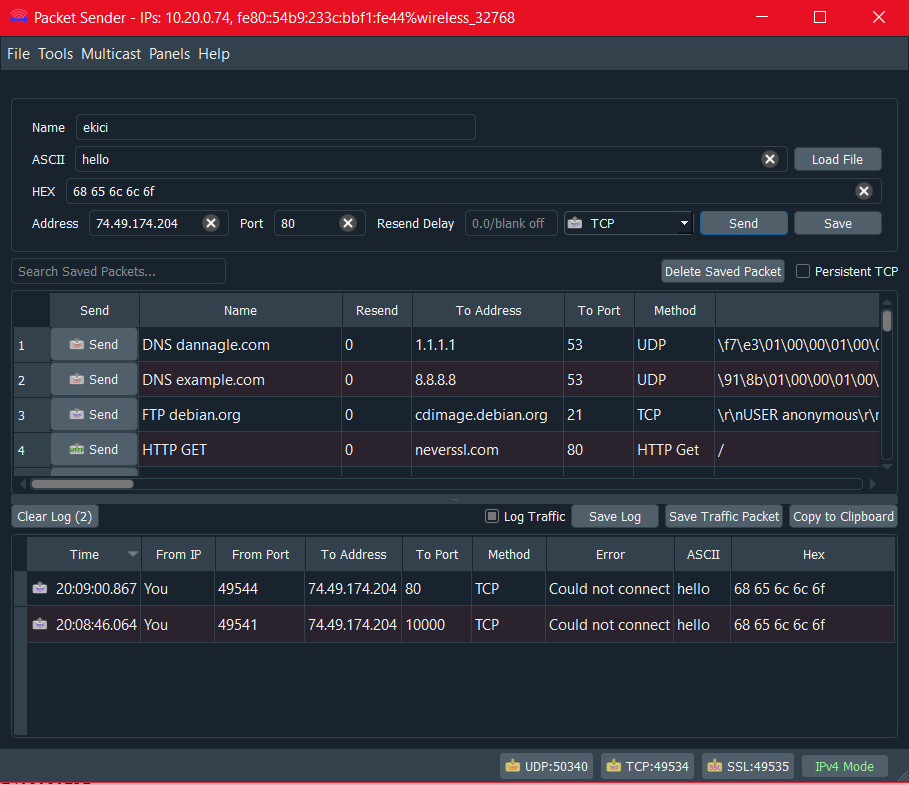 Packet Sender - IPs: 10.20.0.74, fe80::54b9:233c:bbf1:fe44%wireless_32768
File Tools Multicast Panels Help
Name ekici
ASCII hello Load File
HEX 68 65 6c 6c 6f
Address 74.49.174.204 Port 80 Resend Delay 0.0/blank off TCP Send Save
Search Saved Packets... Delete Saved Packet Persistent TCP
Send Name Resend To Address To Port Method
1 Send DNS dannagle.com 0 1.1.1.1 53 UDP \f7\e3\01\00\00\01\00\0
2 Send DNS example.com 0 8.8.8.8 53 UDP \91\8b\01\00\00\01\00\
3 Send FTP debian.org 0 cdimage.debian.org 21 TCP \r\nUSER anonymous\r\
4 Send HTTP GET 0 neverssl.com 80 HTTP Get /
Clear Log (2) Log Traffic Save Log Save Traffic Packet Copy to Clipboard
Time From IP From Port To Address To Port Method Error ASCII Hex
20:09:00.867 You 49544 74.49.174.204 80 TCP Could not connect hello 68 65 6c 6c 6f
20:08:46.064 You 49541 74.49.174.204 10000 TCP Could not connect hello 68 65 6c 6c 6f
UDP:50340 TCP:49534 SSL:49535 IPv4 Mode